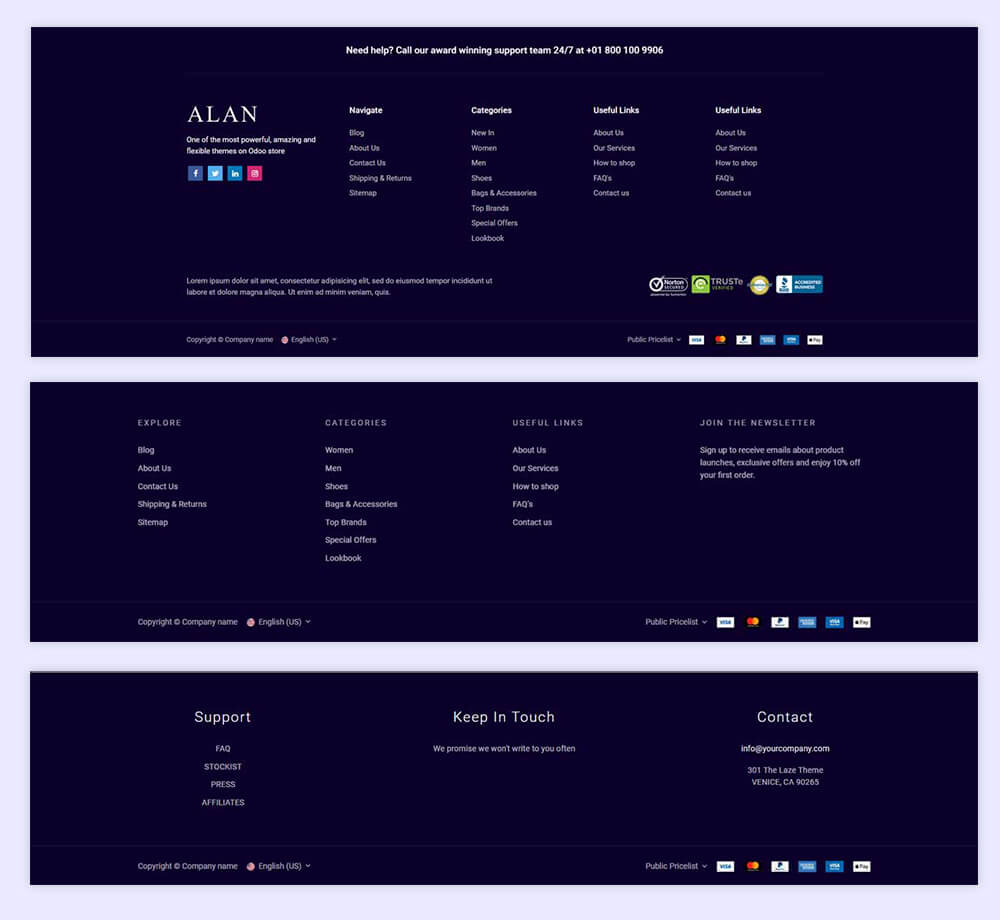 Need help? Call our award winning support team 24/7 at +01 800 100 9906
ALAN
One of the most powerful, amazing and
flexible themes on Odoo store
Navigate
Blog
About Us
Contact Us
Shipping & Returns
Sitemap
Categories
New In
Women
Men
Shoes
Bags & Accessories
Top Brands
Special Offers
Lookbook
Useful Links
About Us
Our Services
How to shop
FAQ's
Contact us
Useful Links
About Us
Our Services
How to shop
FAQ's
Contact us
Lorem ipsum dolor sit amet, consectetur adipisicing elit, sed do eiusmod tempor incididunt ut
labore et dolore magna aliqua. Ut enim ad minim veniam, quis.
Norton
SECURED
powered by Symantec
TRUSTe
VERIFIED
BBB
ACCREDITED
BUSINESS
Copyright © Company name English (US)
Public Pricelist VISA Pay
EXPLORE
Blog
About Us
Contact Us
Shipping & Returns
Sitemap
CATEGORIES
Women
Men
Shoes
Bags & Accessories
Top Brands
Special Offers
Lookbook
USEFUL LINKS
About Us
Our Services
How to shop
FAQ's
Contact us
JOIN THE NEWSLETTER
Sign up to receive emails about product
launches, exclusive offers and enjoy 10% off
your first order.
Copyright © Company name English (US)
Public Pricelist VISA VISA Pay
Support
FAQ
STOCKIST
PRESS
AFFILIATES
Keep In Touch
We promise we won't write to you often
Contact
info@yourcompany.com
301 The Laze Theme
VENICE, CA 90265
Copyright © Company name English (US)
Public Pricelist VISA VISA Pay